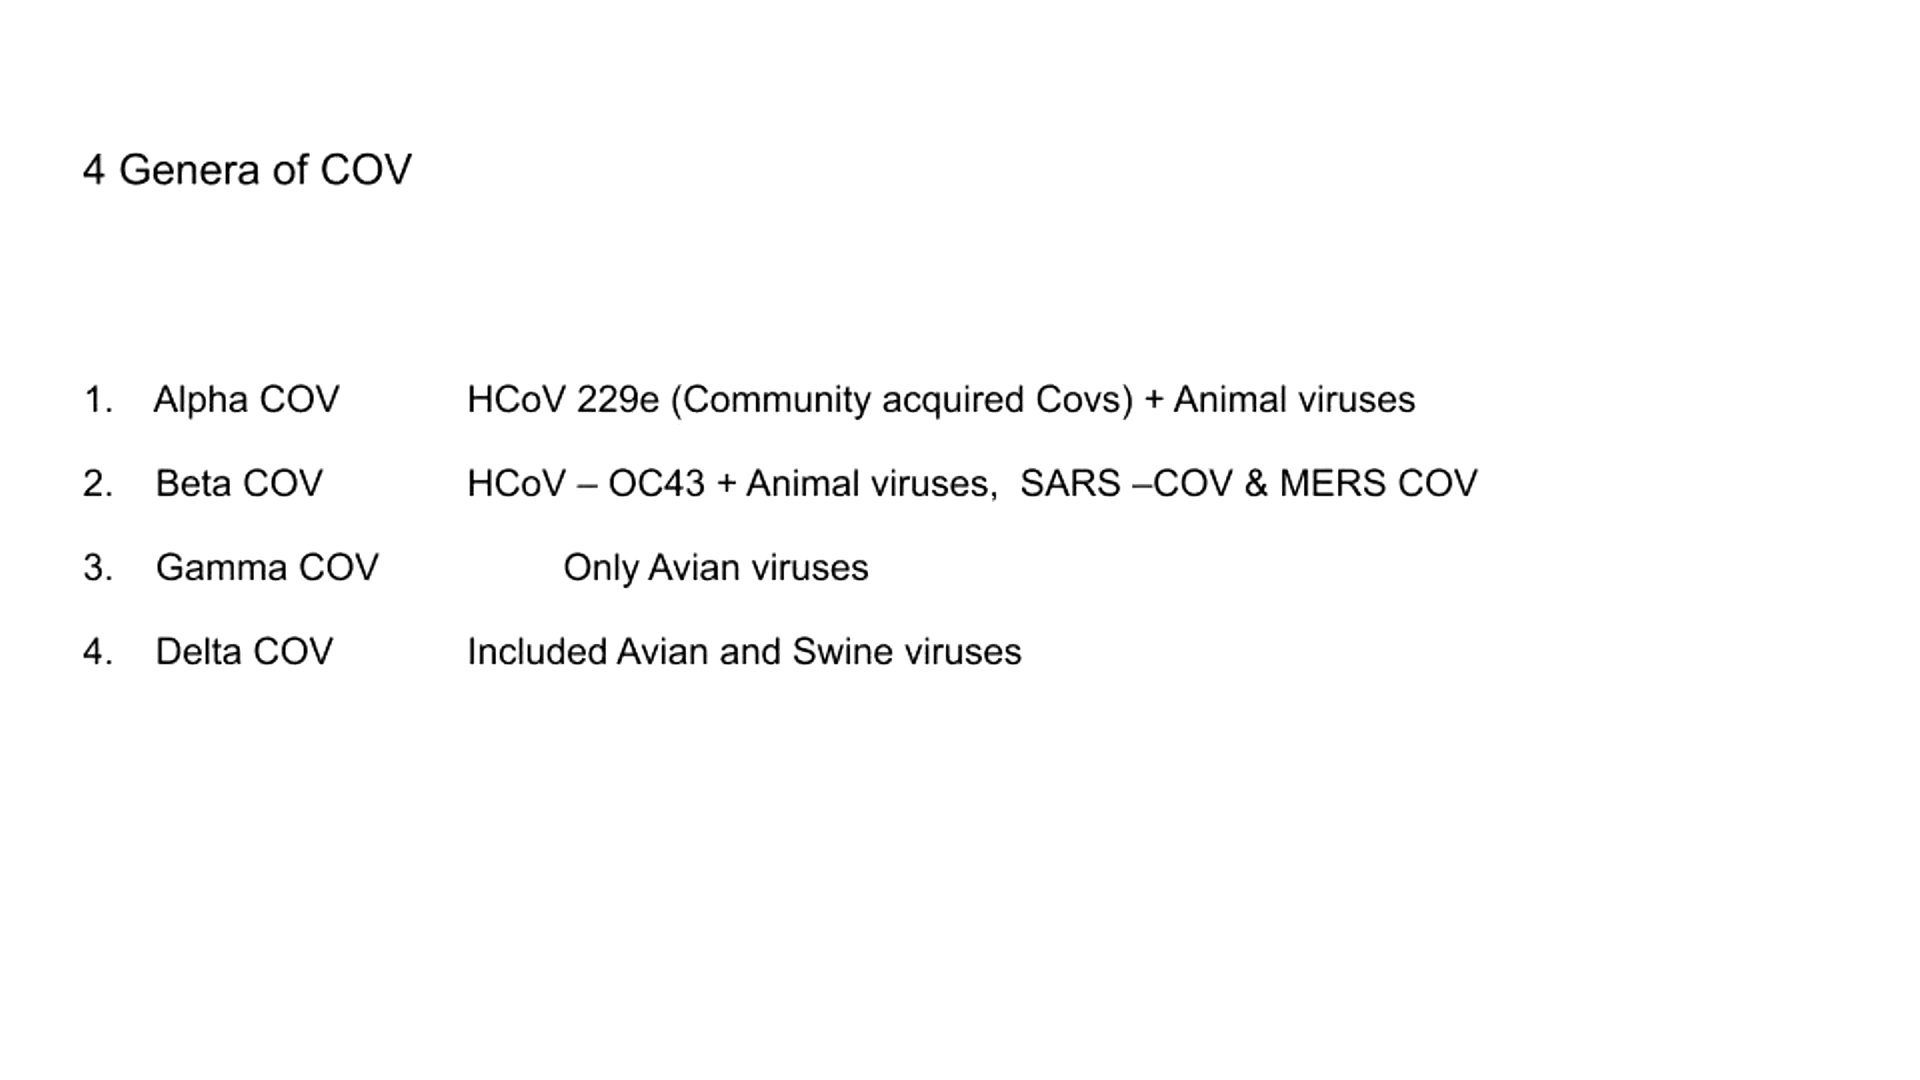 4 Genera of COV
1. Alpha COV HCoV 229e (Community acquired Covs) + Animal viruses
2. Beta COV HCoV – OC43 + Animal viruses, SARS –COV & MERS COV
3. Gamma COV Only Avian viruses
4. Delta COV Included Avian and Swine viruses